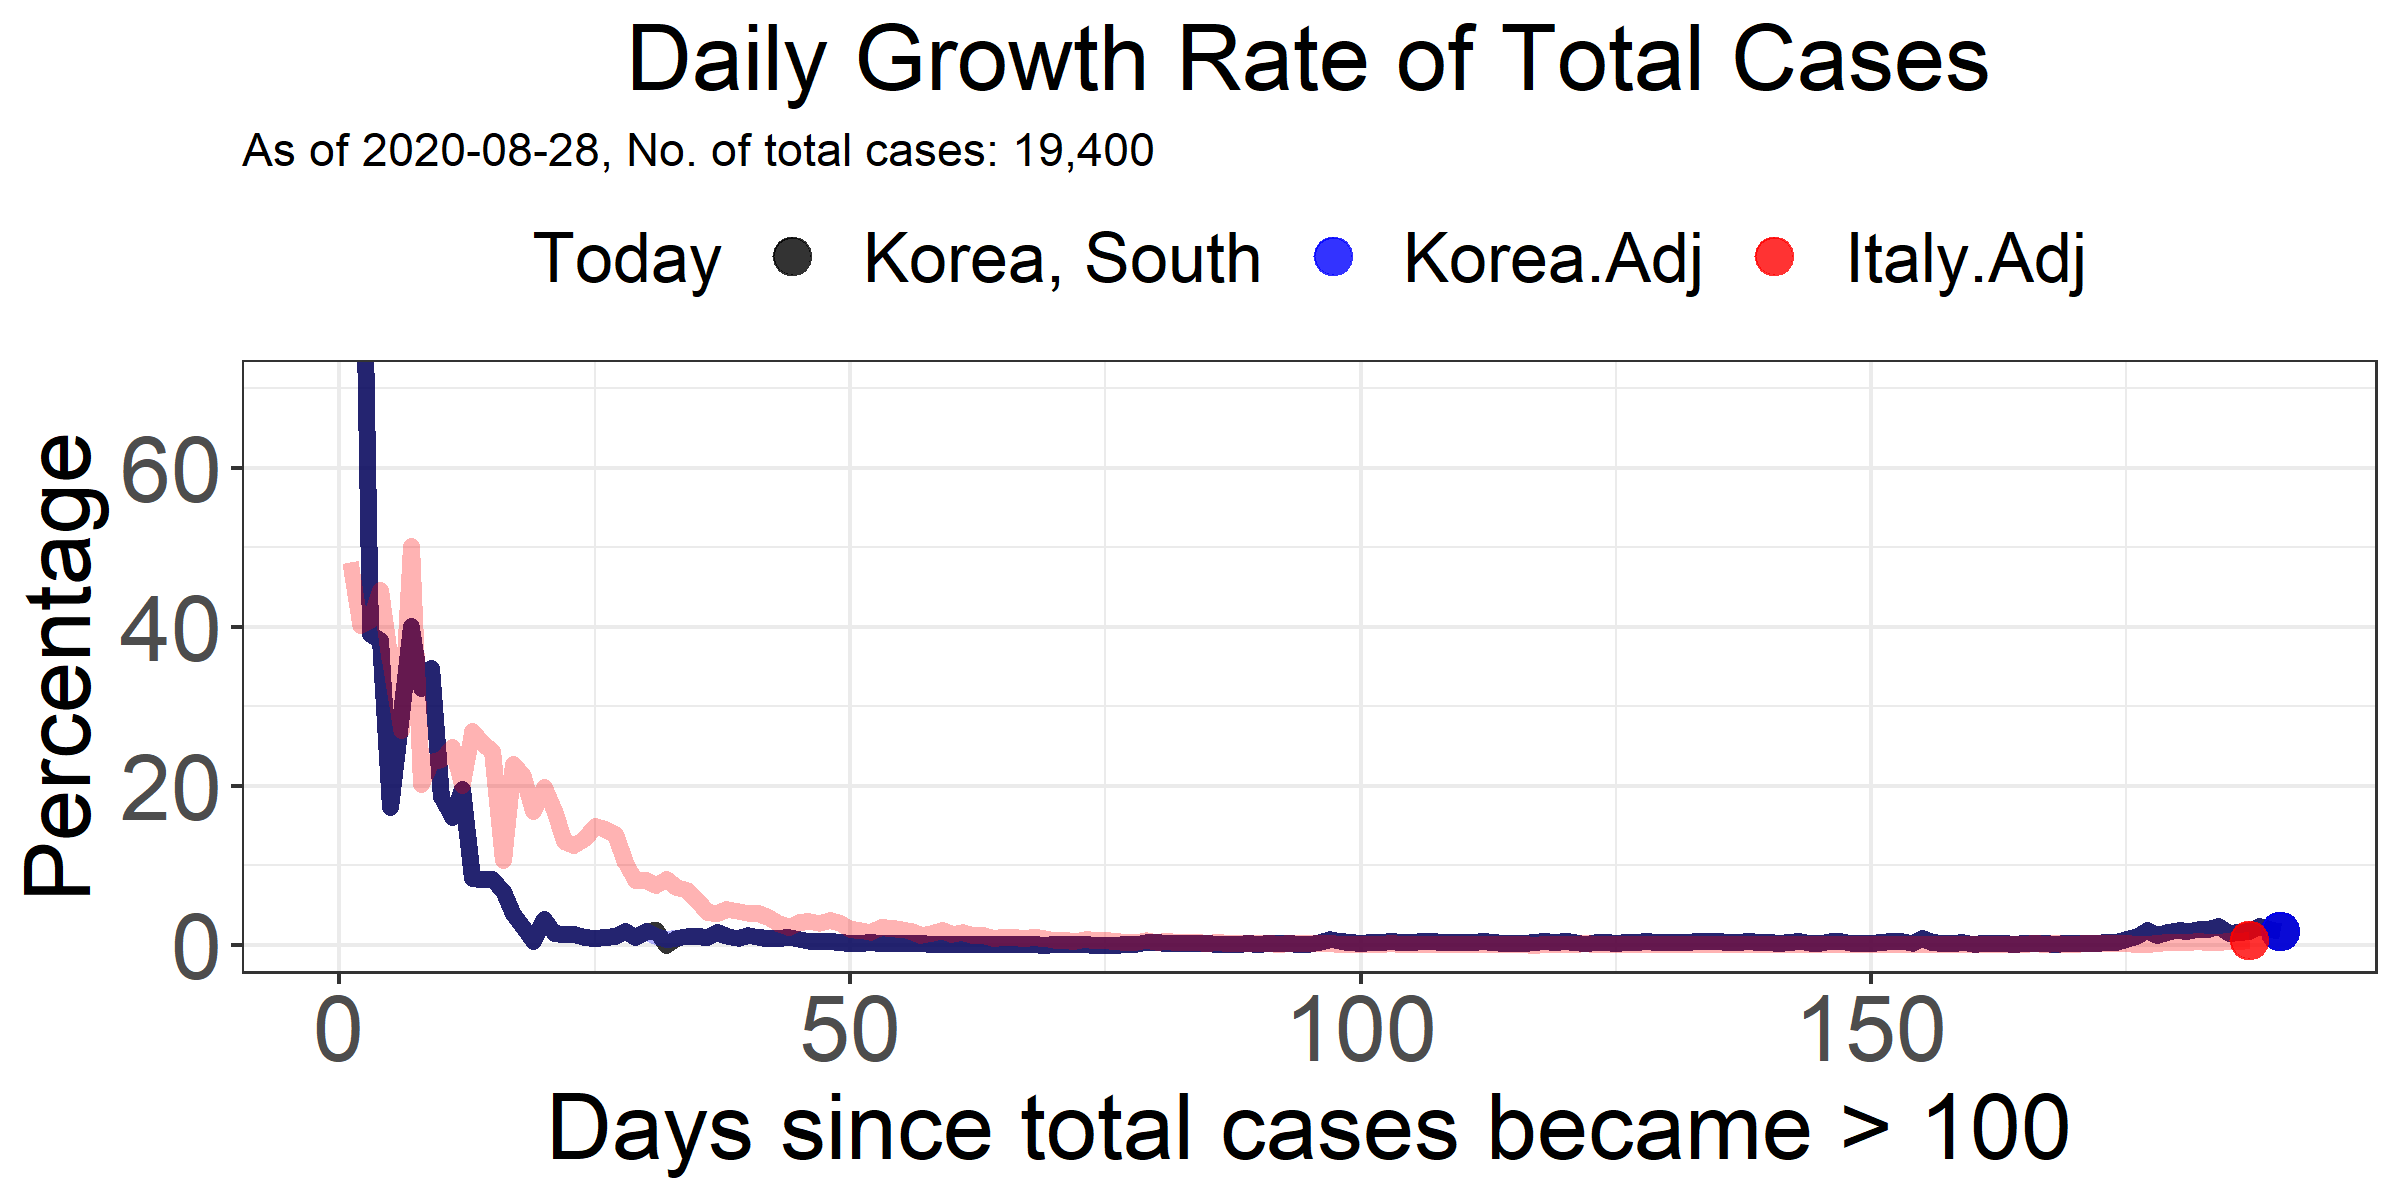 Daily Growth Rate of Total Cases
As of 2020-08-28, No. of total cases: 19,400
Today Korea, South Korea.Adj Italy.Adj
Percentage
60
40
20
0
0 50 100 150
Days since total cases became > 100